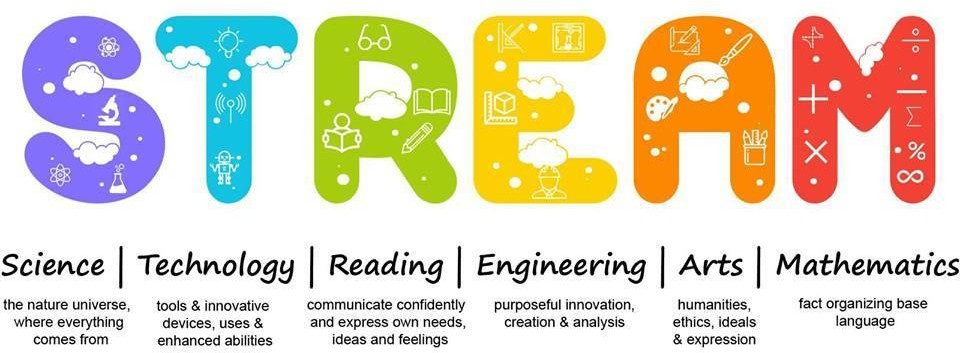 STREAM
Science | Technology | Reading | Engineering | Arts | Mathematics
the nature universe,
where everything
comes from
tools & innovative
devices, uses &
enhanced abilities
communicate confidently
and express own needs,
ideas and feelings
purposeful innovation,
creation & analysis
humanities,
ethics, ideals
& expression
fact organizing base
language